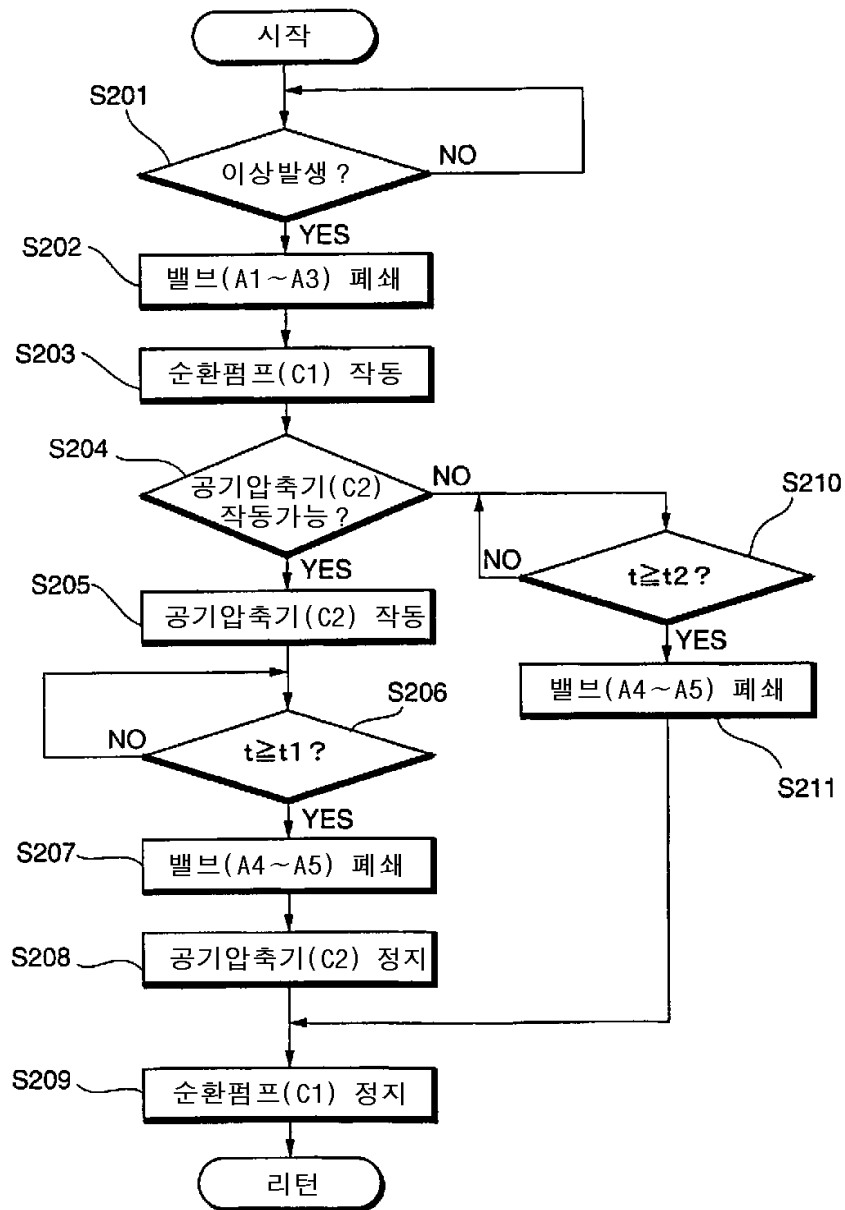 시작
S201
이상발생?
NO
YES
S202
밸브(A1~A3) 폐쇄
S203
순환펌프(C1) 작동
S204
공기압축기(C2)
작동가능?
NO
YES
S210
t≧t2?
NO
YES
S205
공기압축기(C2) 작동
밸브(A4~A5) 폐쇄
S211
S206
t≧t1?
NO
YES
S207
밸브(A4~A5) 폐쇄
S208
공기압축기(C2) 정지
S209
순환펌프(C1) 정지
리턴